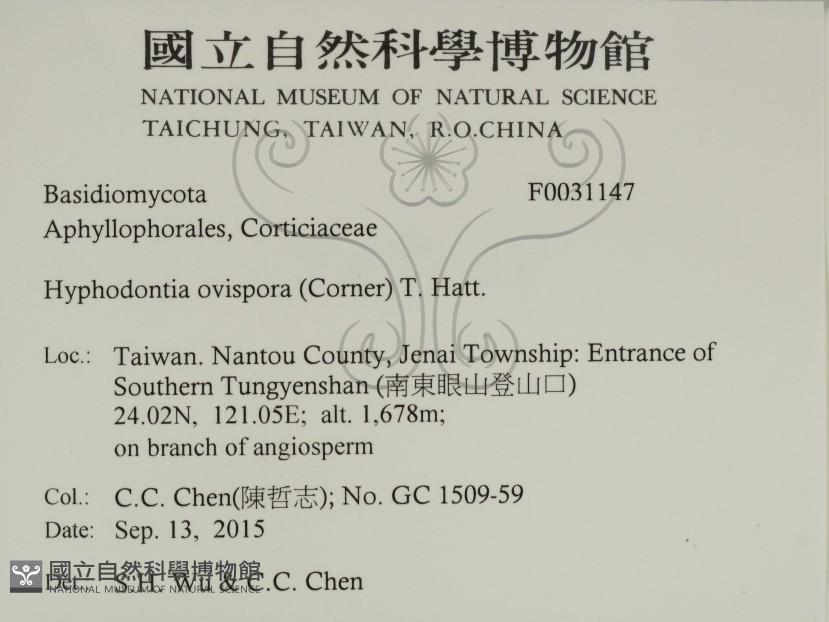 國立自然科學博物館
NATIONAL MUSEUM OF NATURAL SCIENCE
TAICHUNG, TAIWAN, R.O.CHINA
Basidiomycota F0031147
Aphyllophorales, Corticiaceae
Hyphodontia ovispora (Corner) T. Hatt.
Loc.: Taiwan. Nantou County, Jenai Township: Entrance of
Southern Tungyenshan (南東眼山登山口)
24.02N, 121.05E; alt. 1,678m;
on branch of angiosperm
Col.: C.C. Chen(陳哲志); No. GC 1509-59
Date: Sep. 13, 2015
Det.: S.H. Wu & C.C. Chen
國立自然科學博物館
NATIONAL MUSEUM OF NATURAL SCIENCE